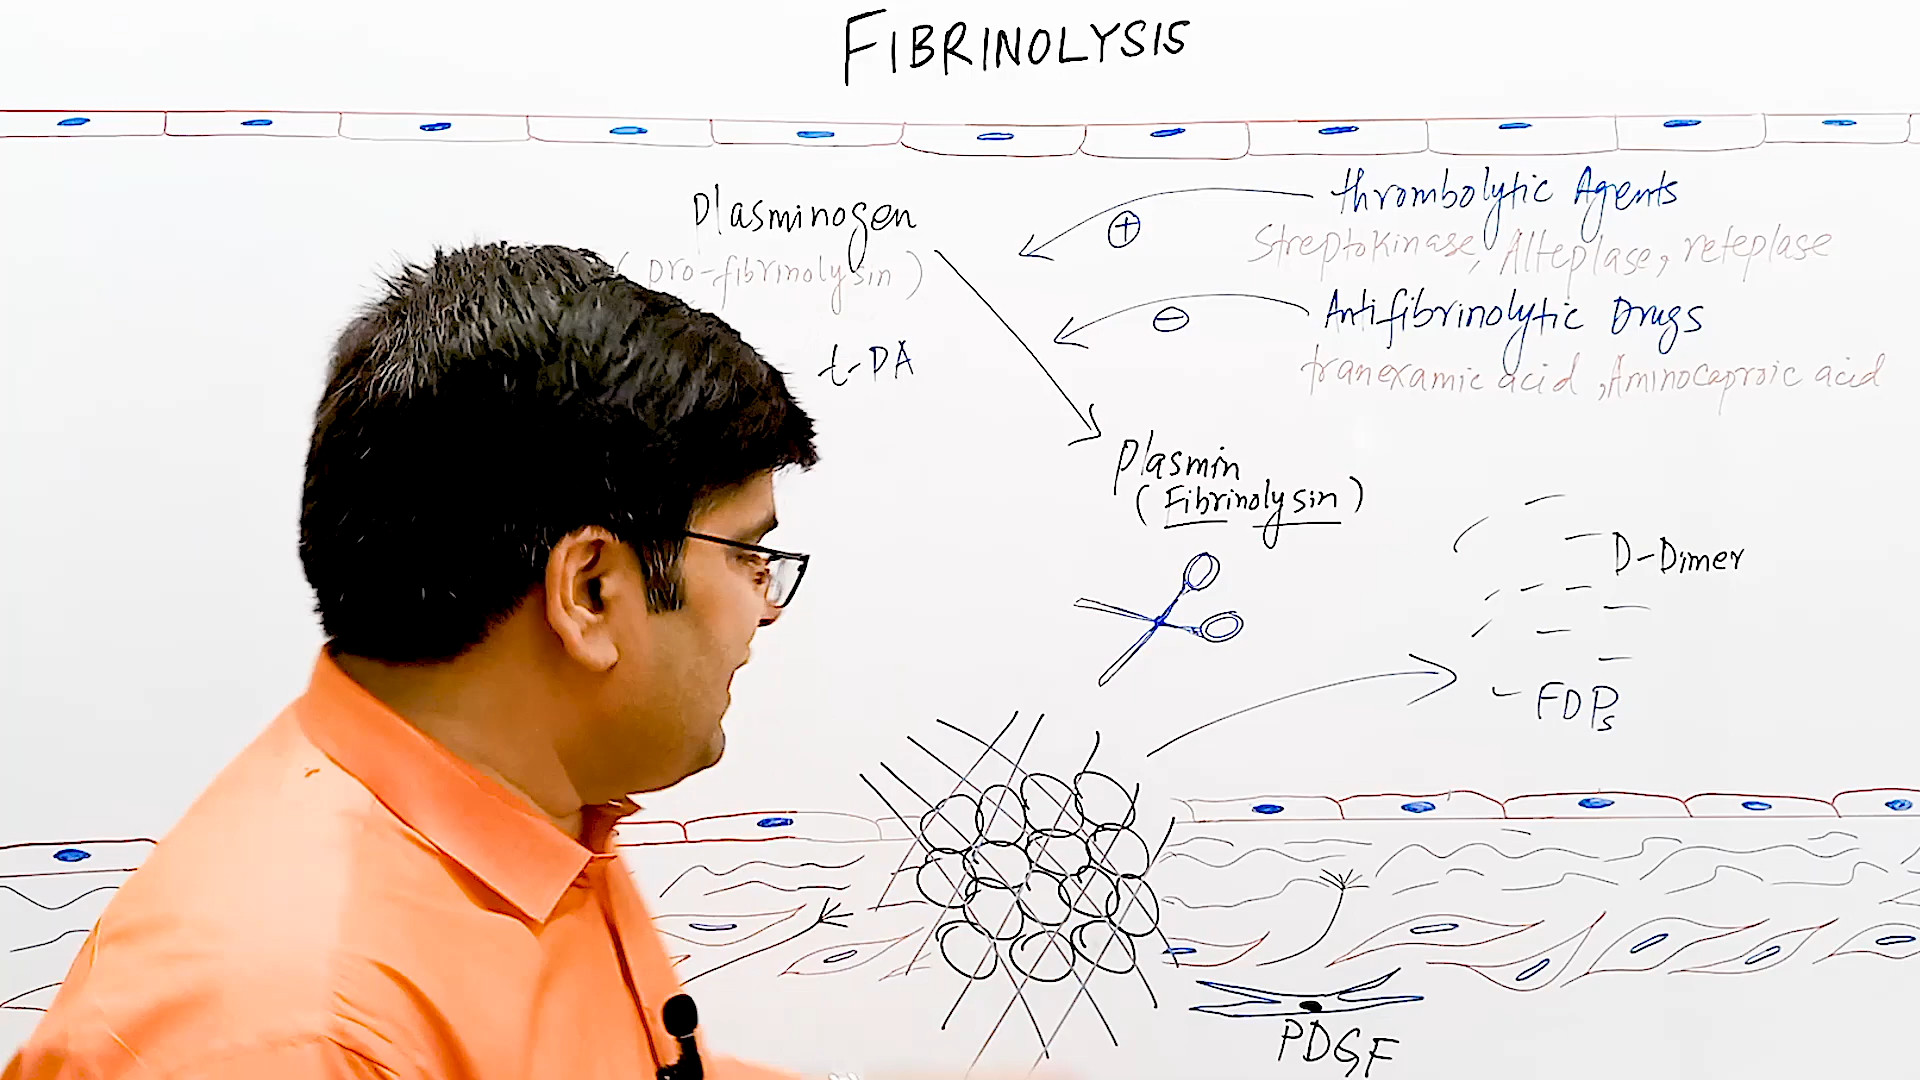 FIBRINOLYSIS
Plasminogen
(pro-fibrinolysin)
t-PA
+
thrombolytic Agents
Streptokinase, Alteplase, reteplase
−
Antifibrinolytic Drugs
tranexamic acid, Aminocaproic acid
Plasmin
(Fibrinolysin)
D-Dimer
- FDPs
PDGF